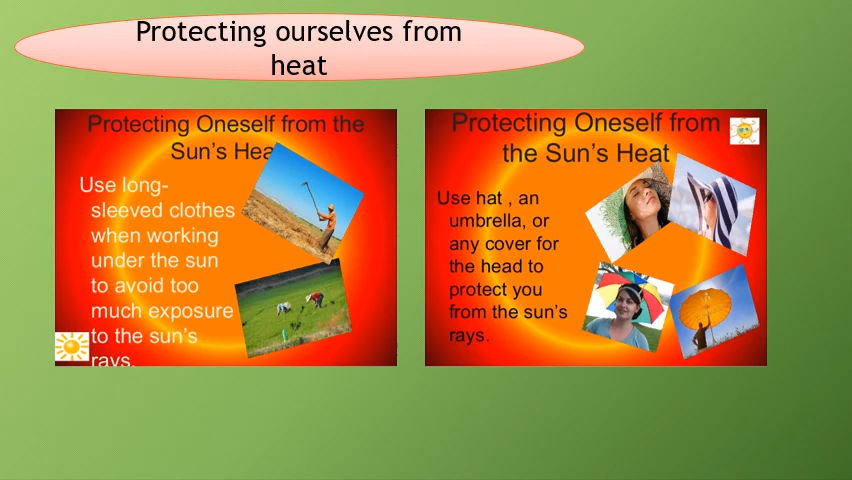 Protecting ourselves from
heat
Protecting Oneself from the
Sun's Hea
Use long-
sleeved clothes
when working
under the sun
to avoid too
much exposure
to the sun's
rays.
Protecting Oneself from
the Sun's Heat
Use hat , an
umbrella, or
any cover for
the head to
protect you
from the sun's
rays.